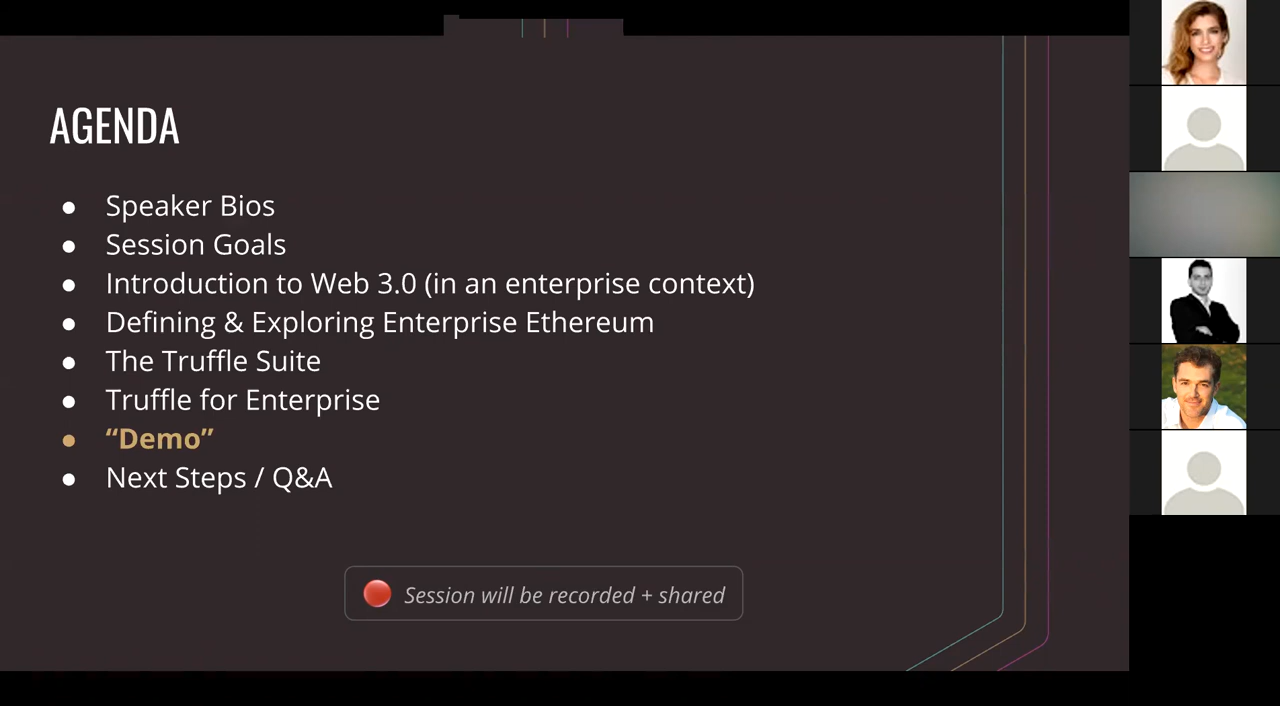 AGENDA
● Speaker Bios
● Session Goals
● Introduction to Web 3.0 (in an enterprise context)
● Defining & Exploring Enterprise Ethereum
● The Truffle Suite
● Truffle for Enterprise
● “Demo”
● Next Steps / Q&A
Session will be recorded + shared